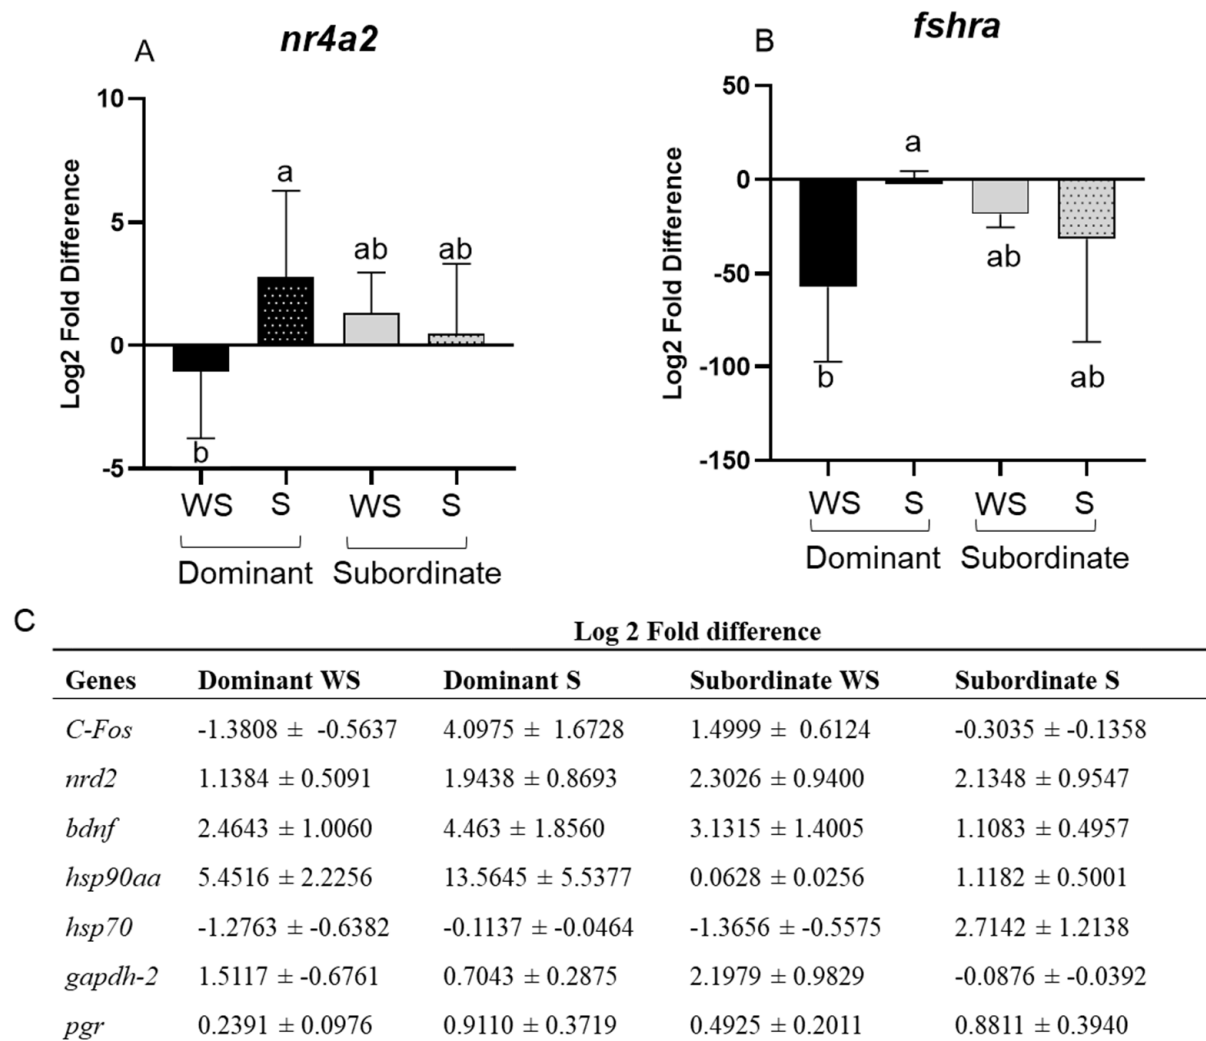 A
nr4a2
Log2 Fold Difference
10
5
0
-5
a
ab
ab
b
WS
S
WS
S
Dominant
Subordinate
B
fshra
Log2 Fold Difference
50
0
-50
-100
-150
a
b
ab
ab
WS
S
WS
S
Dominant
Subordinate
C
Log 2 Fold difference
Genes Dominant WS Dominant S Subordinate WS Subordinate S
C-Fos -1.3808 ± -0.5637 4.0975 ± 1.6728 1.4999 ± 0.6124 -0.3035 ± -0.1358
nrd2 1.1384 ± 0.5091 1.9438 ± 0.8693 2.3026 ± 0.9400 2.1348 ± 0.9547
bdnf 2.4643 ± 1.0060 4.463 ± 1.8560 3.1315 ± 1.4005 1.1083 ± 0.4957
hsp90aa 5.4516 ± 2.2256 13.5645 ± 5.5377 0.0628 ± 0.0256 1.1182 ± 0.5001
hsp70 -1.2763 ± -0.6382 -0.1137 ± -0.0464 -1.3656 ± -0.5575 2.7142 ± 1.2138
gapdh-2 1.5117 ± -0.6761 0.7043 ± 0.2875 2.1979 ± 0.9829 -0.0876 ± -0.0392
pgr 0.2391 ± 0.0976 0.9110 ± 0.3719 0.4925 ± 0.2011 0.8811 ± 0.3940